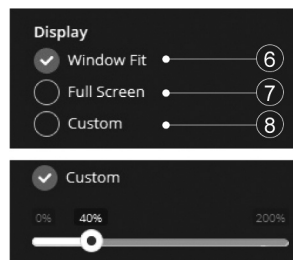 Display
Window Fit ⑥
Full Screen ⑦
Custom ⑧
Custom
0% 40% 200%